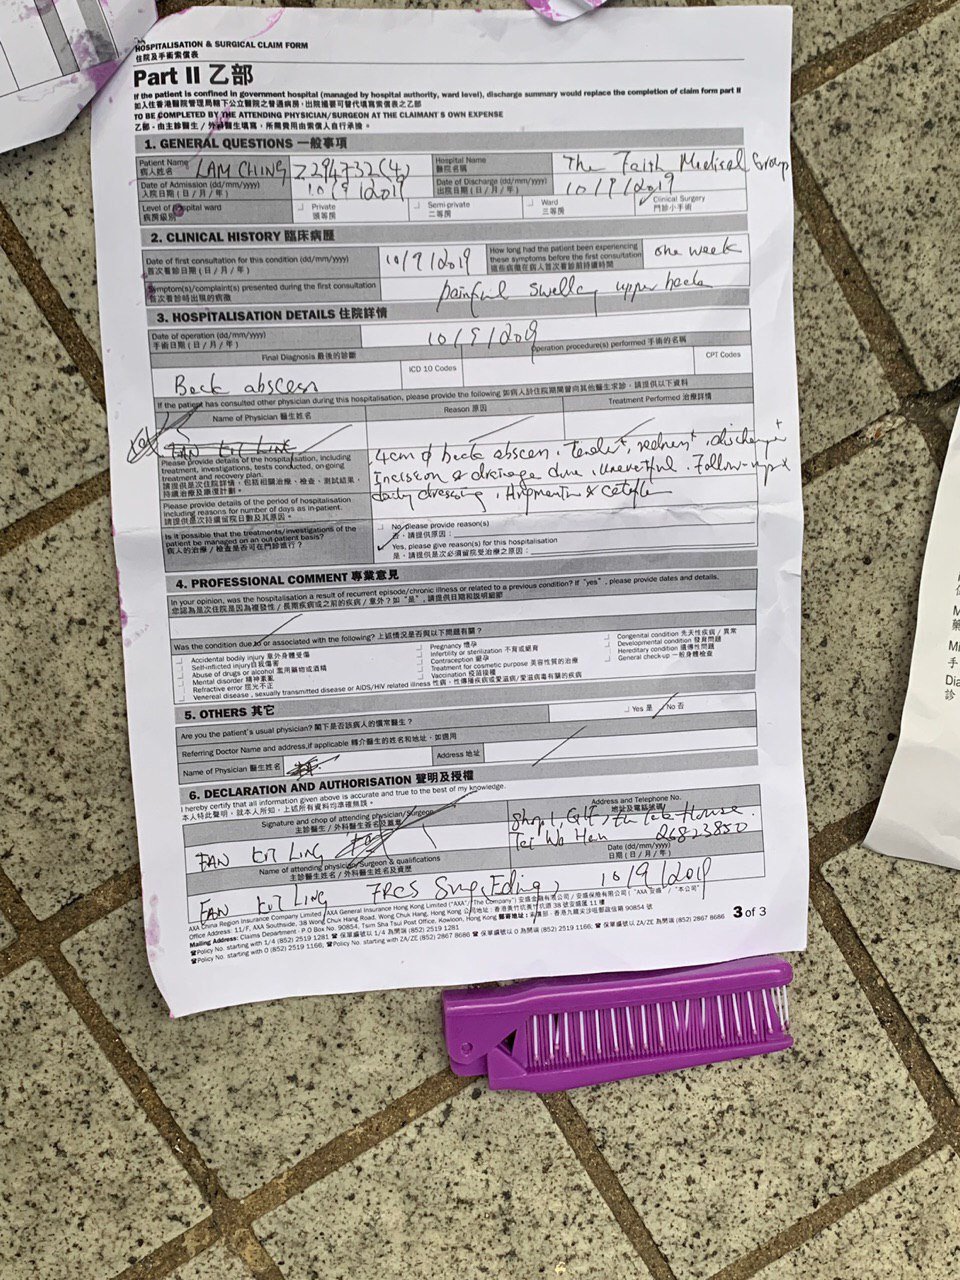 HOSPITALISATION & SURGICAL CLAIM FORM
住院及手術索償表
Part II 乙部
If the patient is confined in government hospital (managed by hospital authority, ward level), discharge summary would replace the completion of claim form part II
如入住香港醫院管理局轄下公立醫院之普通病房，出院撮要可替代填寫索償表之乙部
TO BE COMPLETED BY THE ATTENDING PHYSICIAN/SURGEON AT THE CLAIMANT'S OWN EXPENSE
乙部，由主診醫生／外科醫生填寫，所需費用由索償人自行承擔。
1. GENERAL QUESTIONS 一般事項
Patient Name LAM CHING Z294732(4) Hospital Name The Faith Medical Group
病人姓名 醫院名稱
Date of Admission (dd/mm/yyyy) 10/9/2019 Date of Discharge (dd/mm/yyyy) 10/9/2019
入院日期（日／月／年） 出院日期（日／月／年）
Level of hospital ward Private Semi-private Ward Clinical Surgery
病房級別 頭等房 二等房 三等房 門診小手術
2. CLINICAL HISTORY 臨床病歷
Date of first consultation for this condition (dd/mm/yyyy) 10/9/2019 How long had the patient been experiencing these symptoms before the first consultation one week
首次看診日期（日／月／年） 這些病徵在病人首次看診前持續時間
Symptom(s)/complaint(s) presented during the first consultation painful swelling upper back
首次看診時出現的病徵
3. HOSPITALISATION DETAILS 住院詳情
Date of operation (dd/mm/yyyy) 10/9/2019
手術日期（日／月／年）
Final Diagnosis 最後的診斷 Operation procedure(s) performed 手術的名稱
ICD 10 Codes CPT Codes
Back abscess
If the patient has consulted other physician during this hospitalisation, please provide the following 如病人於住院期間曾向其他醫生求診，請提供以下資料
Name of Physician 醫生姓名 Reason 原因 Treatment Performed 治療詳情
FAN KIT LING
Please provide details of the hospitalisation, including treatment, investigations, tests conducted, on-going treatment and recovery plan.
請提供是次住院詳情，包括相關治療、檢查、測試結果、持續治療及康復計劃。
4cm back abscess, tender+, redness+, discharge+
Incision & drainage done, uneventful. Follow-up &
daily dressing, Augmentin &
Please provide details of the period of hospitalisation including reasons for number of days as in-patient.
請提供是次持續留院日數及其原因。
Is it possible that the treatments/investigations of the patient be managed on an out-patient basis?
病人的治療／檢查是否可在門診進行？
No, please provide reason(s)
否，請提供原因：
Yes, please give reason(s) for this hospitalisation
是，請提供是次必須留院受治療之原因：
4. PROFESSIONAL COMMENT 專業意見
In your opinion, was the hospitalisation a result of recurrent episode/chronic illness or related to a previous condition? If "yes", please provide dates and details.
您認為是次住院是因為複發性／長期疾病或之前的疾病／意外？如"是"，請提供日期和說明細節
Was the condition due to or associated with the following? 上述情況是否與以下問題有關？
Accidental bodily injury 意外身體受傷 Pregnancy 懷孕 Congenital condition 先天性疾病／異常
Self-inflicted injury 自我傷害 Infertility or sterilization 不育或絕育 Developmental condition 發育問題
Abuse of drugs or alcohol 濫用藥物或酒精 Contraception 避孕 Hereditary condition 遺傳性問題
Mental disorder 精神紊亂 Treatment for cosmetic purpose 美容性質的治療 General check-up 一般身體檢查
Refractive error 屈光不正 Vaccination 疫苗接種
Venereal disease, sexually transmitted disease or AIDS/HIV related illness 性病，性傳播疾病或愛滋病/愛滋病毒有關的疾病
5. OTHERS 其它
Are you the patient's usual physician? 閣下是否該病人的慣常醫生？ Yes 是 No 否
Referring Doctor Name and address, if applicable 轉介醫生的姓名和地址，如適用
Name of Physician 醫生姓名 Address 地址
6. DECLARATION AND AUTHORISATION 聲明及授權
I hereby certify that all information given above is accurate and true to the best of my knowledge.
本人特此聲明，就本人所知，上述所有資料均準確無誤。
Signature and chop of attending physician/Surgeon Address and Telephone No.
主診醫生／外科醫生簽名及蓋章 地址及電話號碼
FAN KIT LING Shop 1, G/F, Fu Tak House
Tai Wo Hau 26823850
Name of attending physician/Surgeon & qualifications Date (dd/mm/yyyy)
主診醫生姓名／外科醫生姓名及資歷 日期（日／月／年）
FAN KIT LING FRCS Surg (Edin) 10/9/2019
AXA China Region Insurance Company Limited / AXA General Insurance Hong Kong Limited ("AXA"/"The Company") 安盛金融有限公司／安盛保險有限公司（"AXA 安盛"／"本公司"）
Office Address: 11/F, AXA Southside, 38 Wong Chuk Hang Road, Wong Chuk Hang, Hong Kong 公司地址：香港黃竹坑黃竹坑道 38 號安盛匯 11 樓
Mailing Address: Claims Department - P.O Box No. 90854, Tsim Sha Tsui Post Office, Kowloon, Hong Kong
Policy No. starting with 1/4 (852) 2519 1281 保單編號以 1/4 為開端 (852) 2519 1281
Policy No. starting with ZA/ZE (852) 2867 8686 保單編號以 ZA/ZE 為開端 (852) 2867 8686
Policy No. starting with 0 (852) 2519 1166 保單編號以 0 為開端 (852) 2519 1166
3 of 3